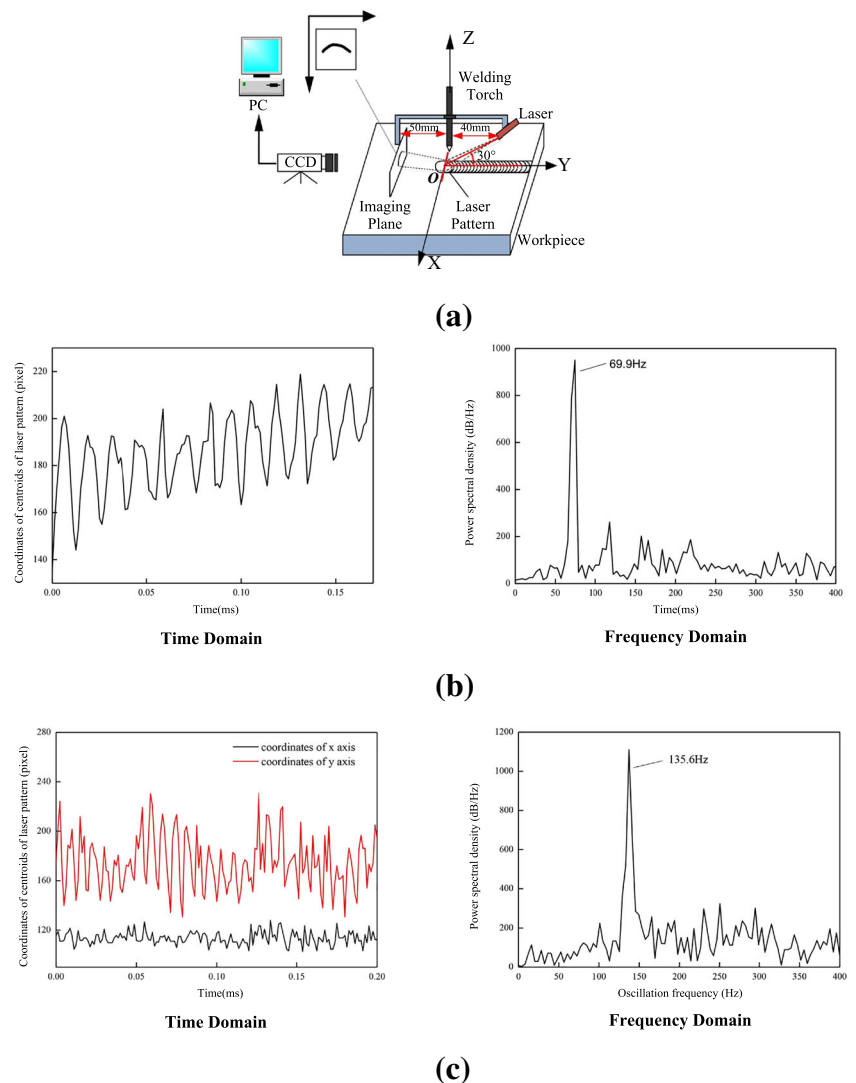 Z
Welding
Torch
Laser
PC
50mm
40mm
30°
CCD
O
Y
Imaging
Plane
Laser
Pattern
Workpiece
X
(a)
Coordinates of centroids of laser pattern (pixel)
220
200
180
160
140
0.00
0.05
0.10
0.15
Time(ms)
Time Domain
Power spectral density (dB/Hz)
1000
800
600
400
200
0
69.9Hz
0
50
100
150
200
250
300
350
400
Time(ms)
Frequency Domain
(b)
Coordinates of centroids of laser pattern (pixel)
280
240
200
160
120
coordinates of x axis
coordinates of y axis
0.00
0.05
0.10
0.15
0.20
Time(ms)
Time Domain
Power spectral density (dB/Hz)
1200
1000
800
600
400
200
0
135.6Hz
0
50
100
150
200
250
300
350
400
Oscillation frequency (Hz)
Frequency Domain
(c)